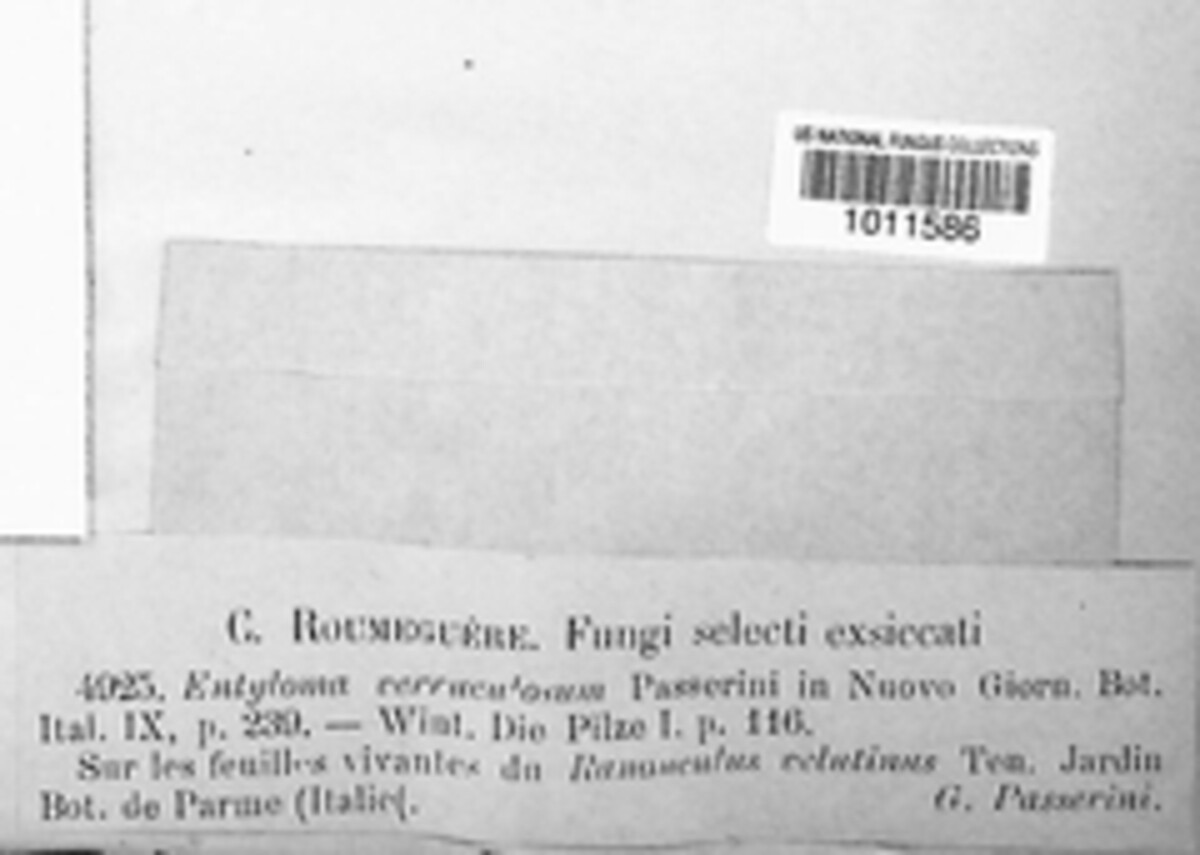 US NATIONAL FUNGUS COLLECTIONS
1011586
C. ROUMEGUÈRE. Fungi selecti exsiccati
4925. Entyloma verruculosum Passerini in Nuovo Giorn. Bot.
Ital. IX, p. 239. — Wint. Die Pilze I. p. 116.
Sur les feuilles vivantes du Ranunculus velutinus Ten. Jardin
Bot. de Parme (Italie(.
G. Passerini.